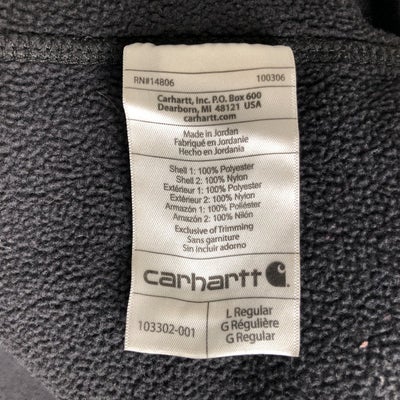 RN#14806 100306
Carhartt, Inc. P.O. Box 600
Dearborn, MI 48121 USA
carhartt.com
Made in Jordan
Fabriqué en Jordanie
Hecho en Jordania
Shell 1: 100% Polyester
Shell 2: 100% Nylon
Extérieur 1: 100% Polyester
Extérieur 2: 100% Nylon
Armazón 1: 100% Poliéster
Armazón 2: 100% Nilón
Exclusive of Trimming
Sans garniture
Sin incluir adorno
carhartt
103302-001
L Regular
G Régulière
G Regular